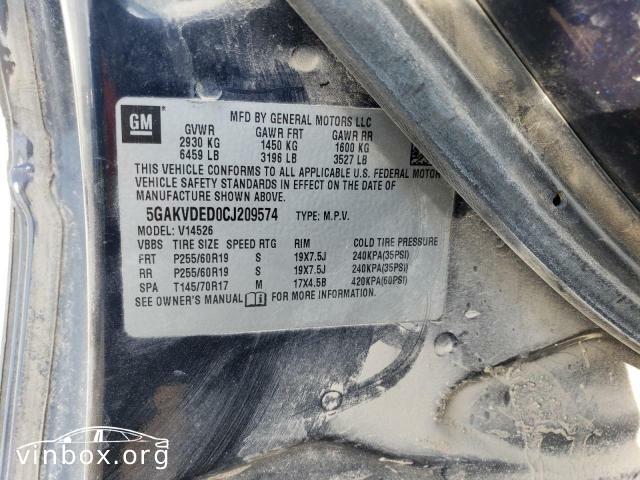 GM
MFD BY GENERAL MOTORS LLC
GVWR GAWR FRT GAWR RR
2930 KG 1450 KG 1600 KG
6459 LB 3196 LB 3527 LB
THIS VEHICLE CONFORMS TO ALL APPLICABLE U.S. FEDERAL MOTOR
VEHICLE SAFETY STANDARDS IN EFFECT ON THE DATE OF
MANUFACTURE SHOWN ABOVE.
5GAKVDED0CJ209574 TYPE: M.P.V.
MODEL: V14526
VBBS TIRE SIZE SPEED RTG RIM COLD TIRE PRESSURE
FRT P255/60R19 S 19X7.5J 240KPA(35PSI)
RR P255/60R19 S 19X7.5J 240KPA(35PSI)
SPA T145/70R17 M 17X4.5B 420KPA(60PSI)
SEE OWNER'S MANUAL FOR MORE INFORMATION.
vinbox.org